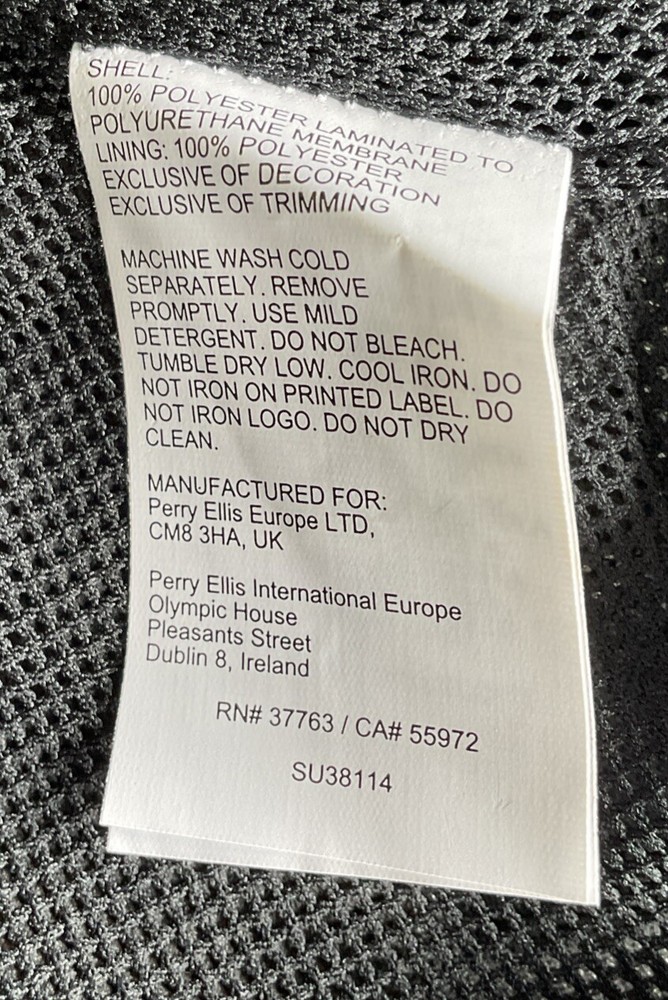 SHELL:
100% POLYESTER LAMINATED TO
POLYURETHANE MEMBRANE
LINING: 100% POLYESTER
EXCLUSIVE OF DECORATION
EXCLUSIVE OF TRIMMING
MACHINE WASH COLD
SEPARATELY. REMOVE
PROMPTLY. USE MILD
DETERGENT. DO NOT BLEACH.
TUMBLE DRY LOW. COOL IRON. DO
NOT IRON ON PRINTED LABEL. DO
NOT IRON LOGO. DO NOT DRY
CLEAN.
MANUFACTURED FOR:
Perry Ellis Europe LTD,
CM8 3HA, UK
Perry Ellis International Europe
Olympic House
Pleasants Street
Dublin 8, Ireland
RN# 37763 / CA# 55972
SU38114